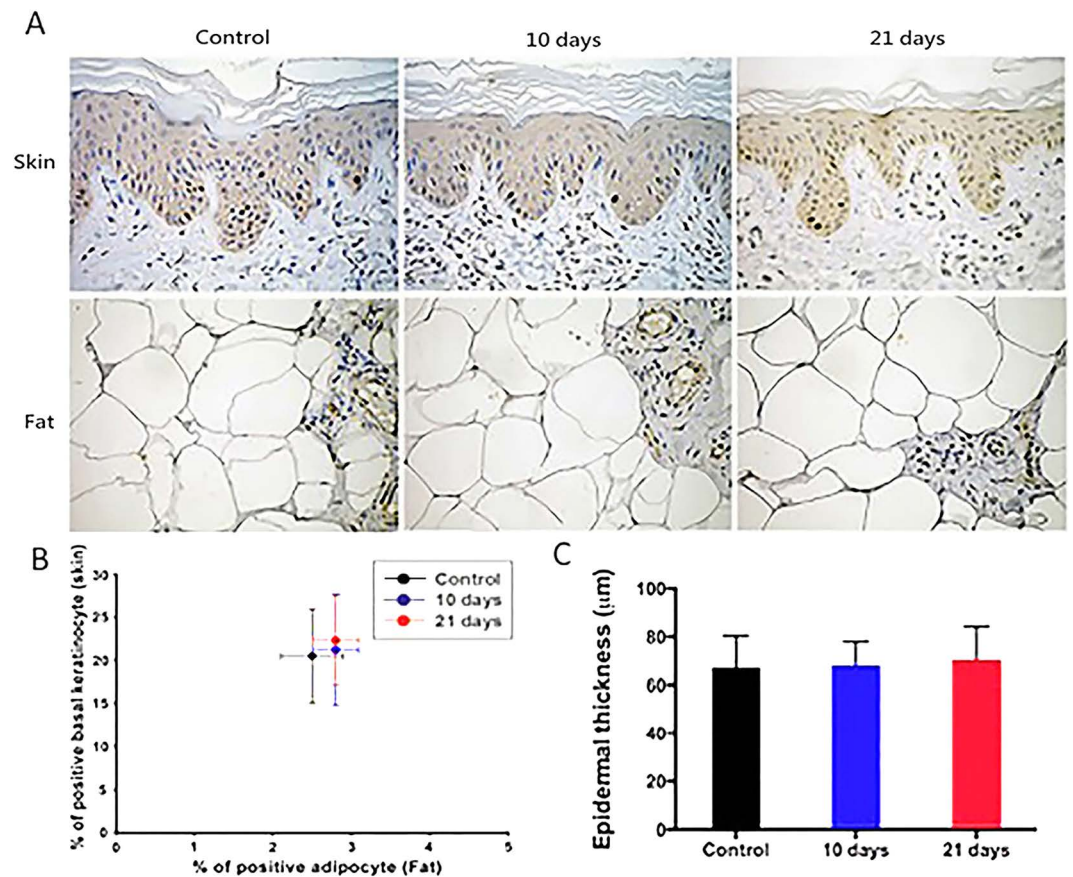 A
Control 10 days 21 days
Skin
Fat
B
% of positive basal keratinocyte (skin)
30
25
20
15
10
5
0
0 1 2 3 4 5
% of positive adipocyte (Fat)
Control
10 days
21 days
C
Epidermal thickness (µm)
100
80
60
40
20
0
Control 10 days 21 days